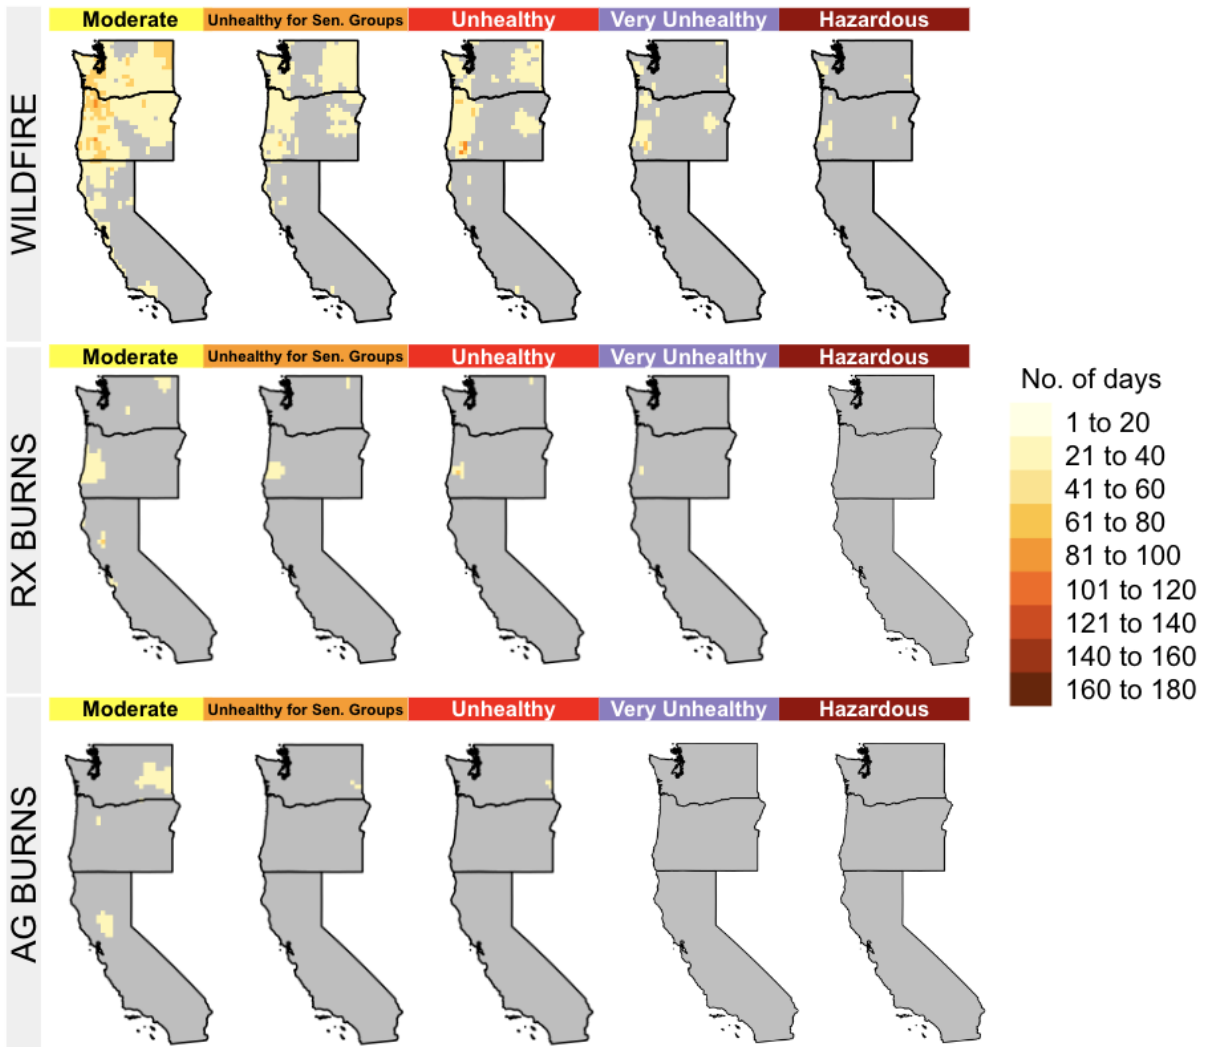 Moderate Unhealthy for Sen. Groups Unhealthy Very Unhealthy Hazardous
WILDFIRE
Moderate Unhealthy for Sen. Groups Unhealthy Very Unhealthy Hazardous
RX BURNS
No. of days
1 to 20
21 to 40
41 to 60
61 to 80
81 to 100
101 to 120
121 to 140
140 to 160
160 to 180
Moderate Unhealthy for Sen. Groups Unhealthy Very Unhealthy Hazardous
AG BURNS